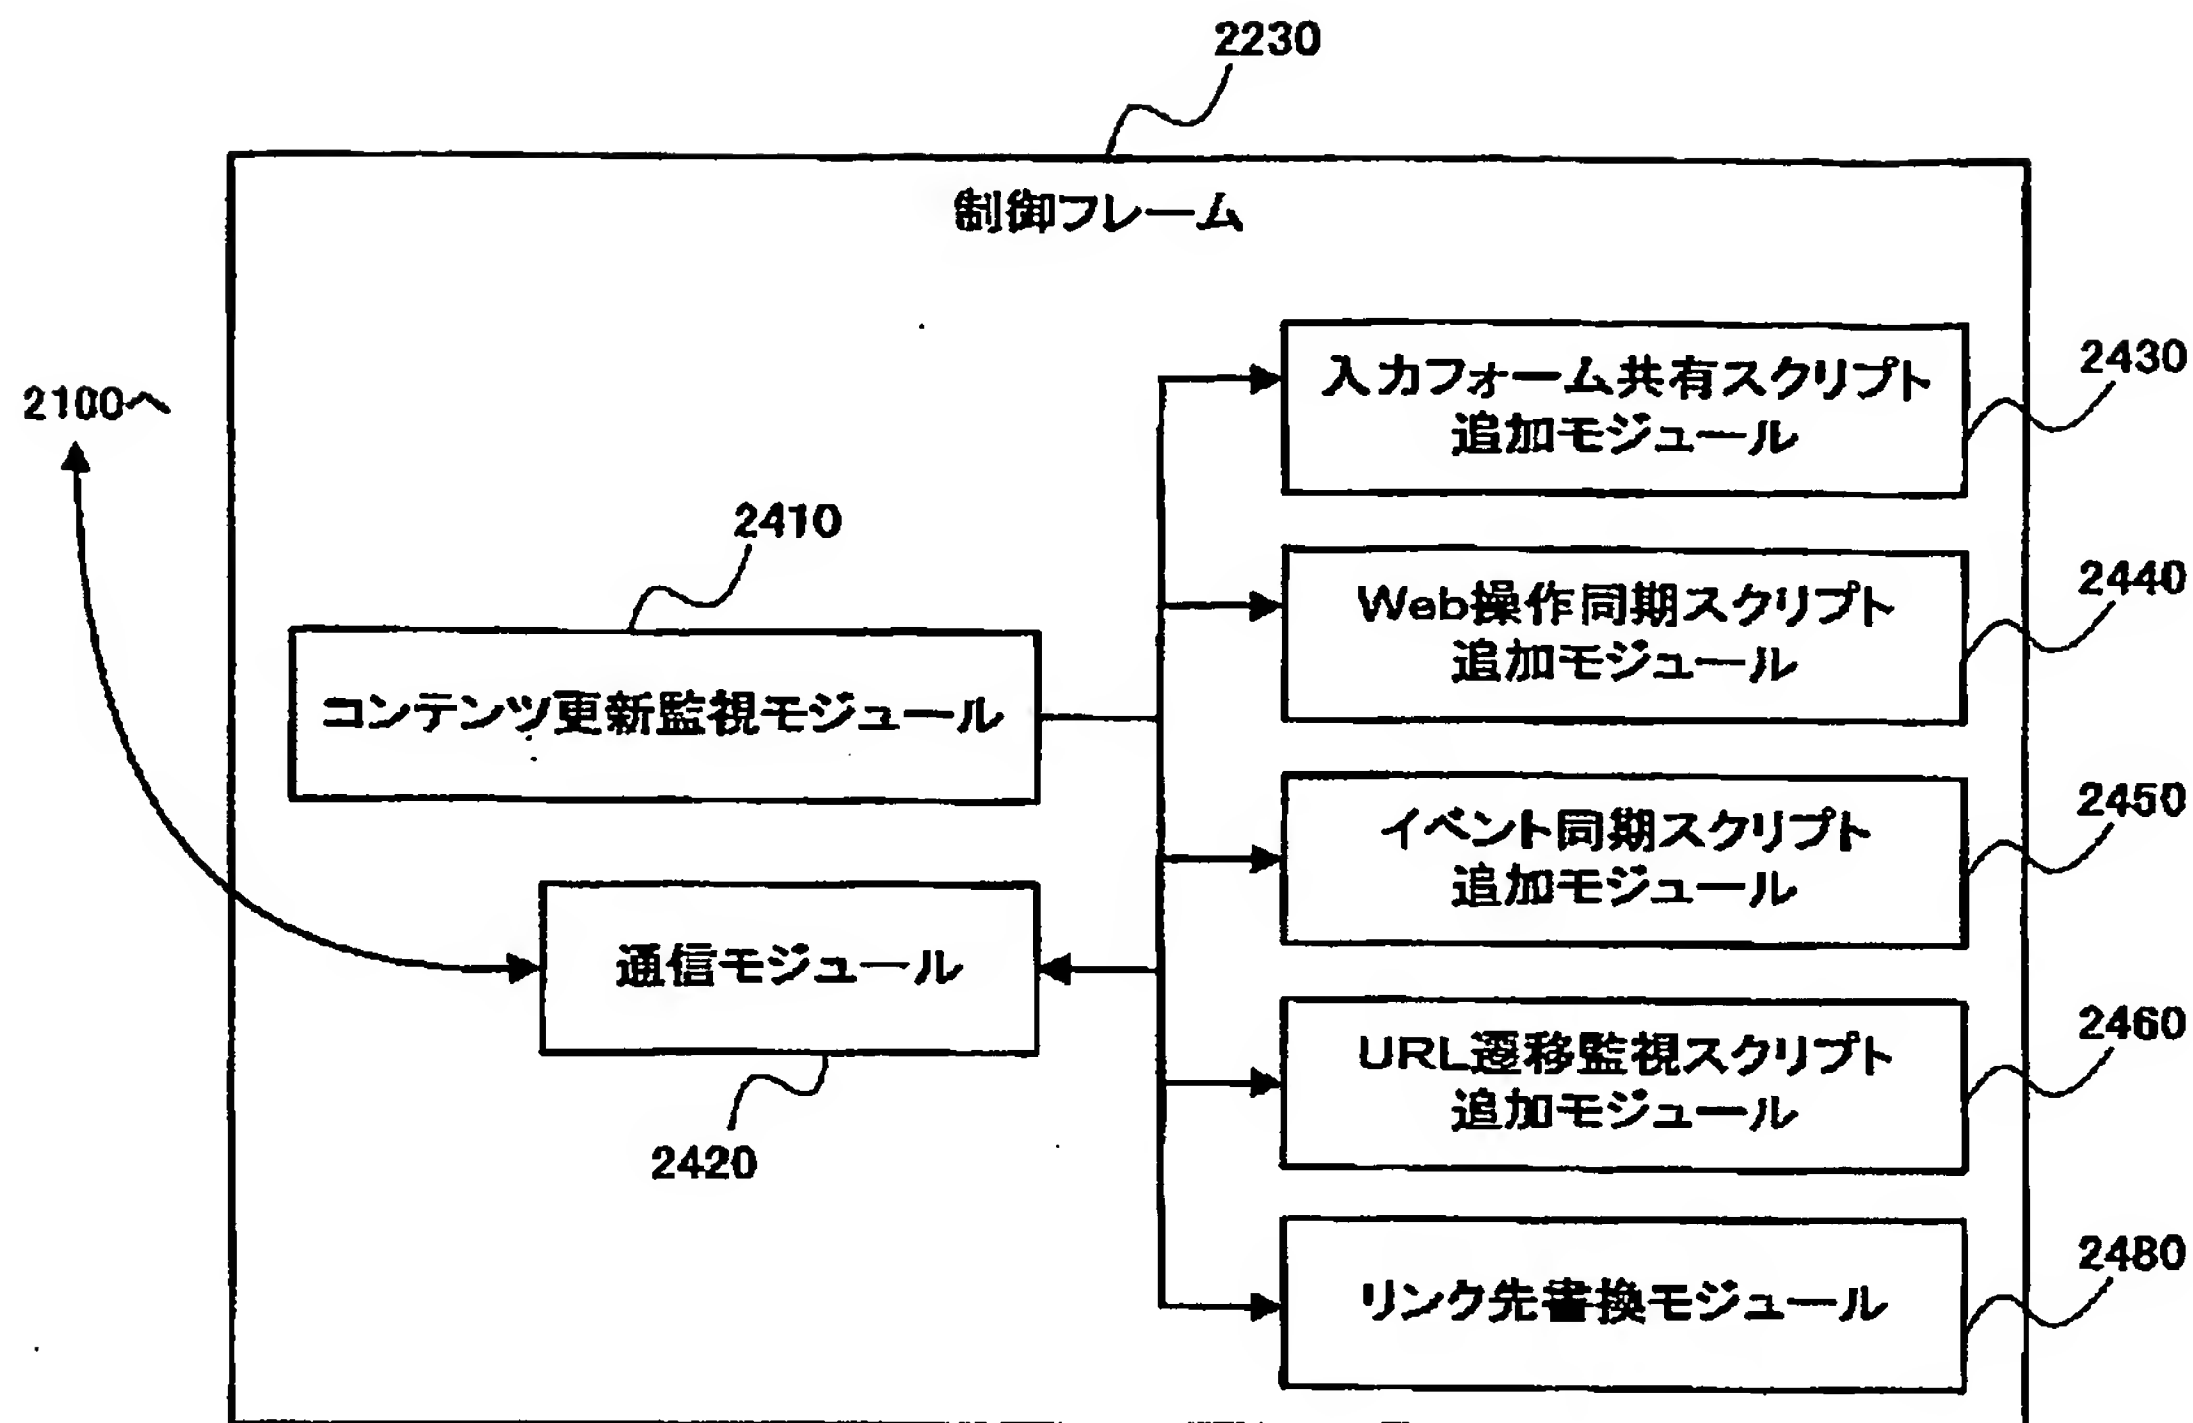 2230
制御フレーム
2100へ
2410
コンテンツ更新監視モジュール
通信モジュール
2420
入力フォーム共有スクリプト
追加モジュール
2430
Web操作同期スクリプト
追加モジュール
2440
イベント同期スクリプト
追加モジュール
2450
URL遷移監視スクリプト
追加モジュール
2460
リンク先書換モジュール
2480